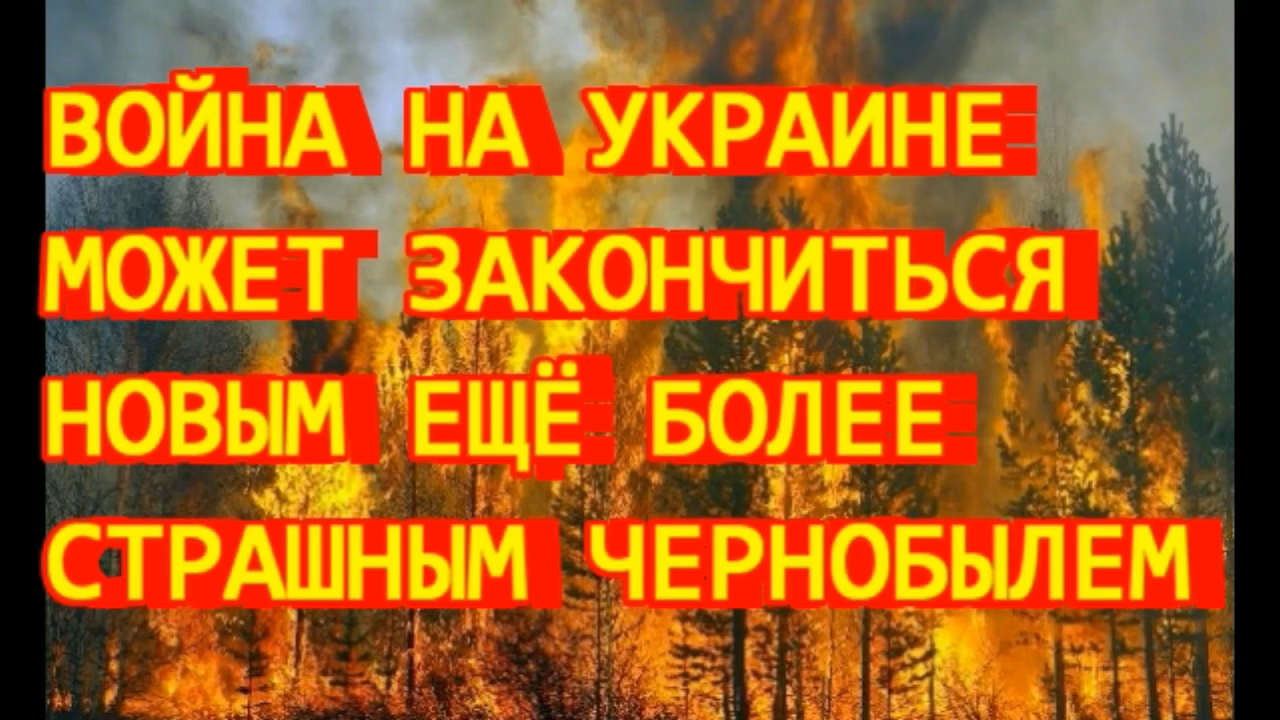 ВОЙНА НА УКРАИНЕ
МОЖЕТ ЗАКОНЧИТЬСЯ
НОВЫМ ЕЩЁ БОЛЕЕ
СТРАШНЫМ ЧЕРНОБЫЛЕМ